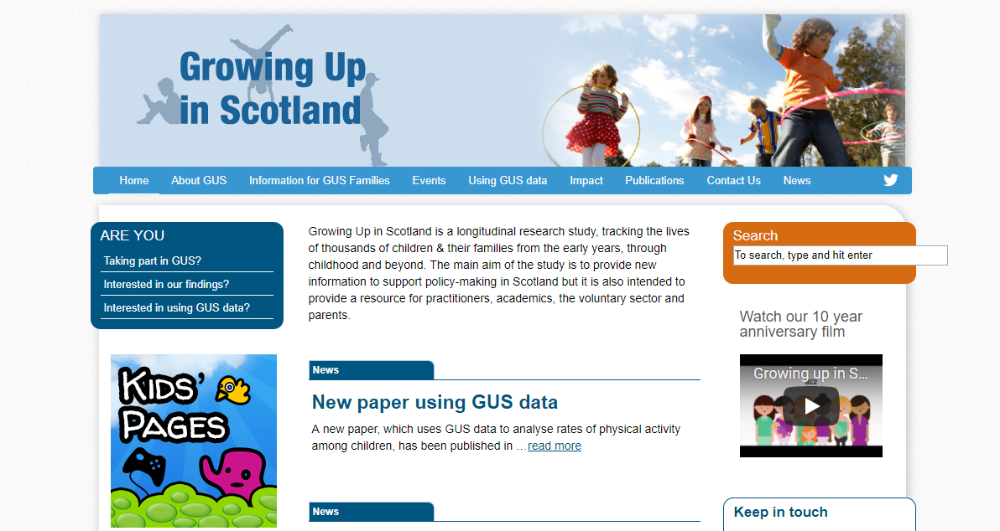 Growing Up
in Scotland
Home
About GUS
Information for GUS Families
Events
Using GUS data
Impact
Publications
Contact Us
News
ARE YOU
Taking part in GUS?
Interested in our findings?
Interested in using GUS data?
KIDS'
PAGES
Growing Up in Scotland is a longitudinal research study, tracking the lives
of thousands of children & their families from the early years, through
childhood and beyond. The main aim of the study is to provide new
information to support policy-making in Scotland but it is also intended to
provide a resource for practitioners, academics, the voluntary sector and
parents.
News
New paper using GUS data
A new paper, which uses GUS data to analyse rates of physical activity
among children, has been published in …read more
News
Search
To search, type and hit enter
Watch our 10 year
anniversary film
Growing up in S...
Keep in touch